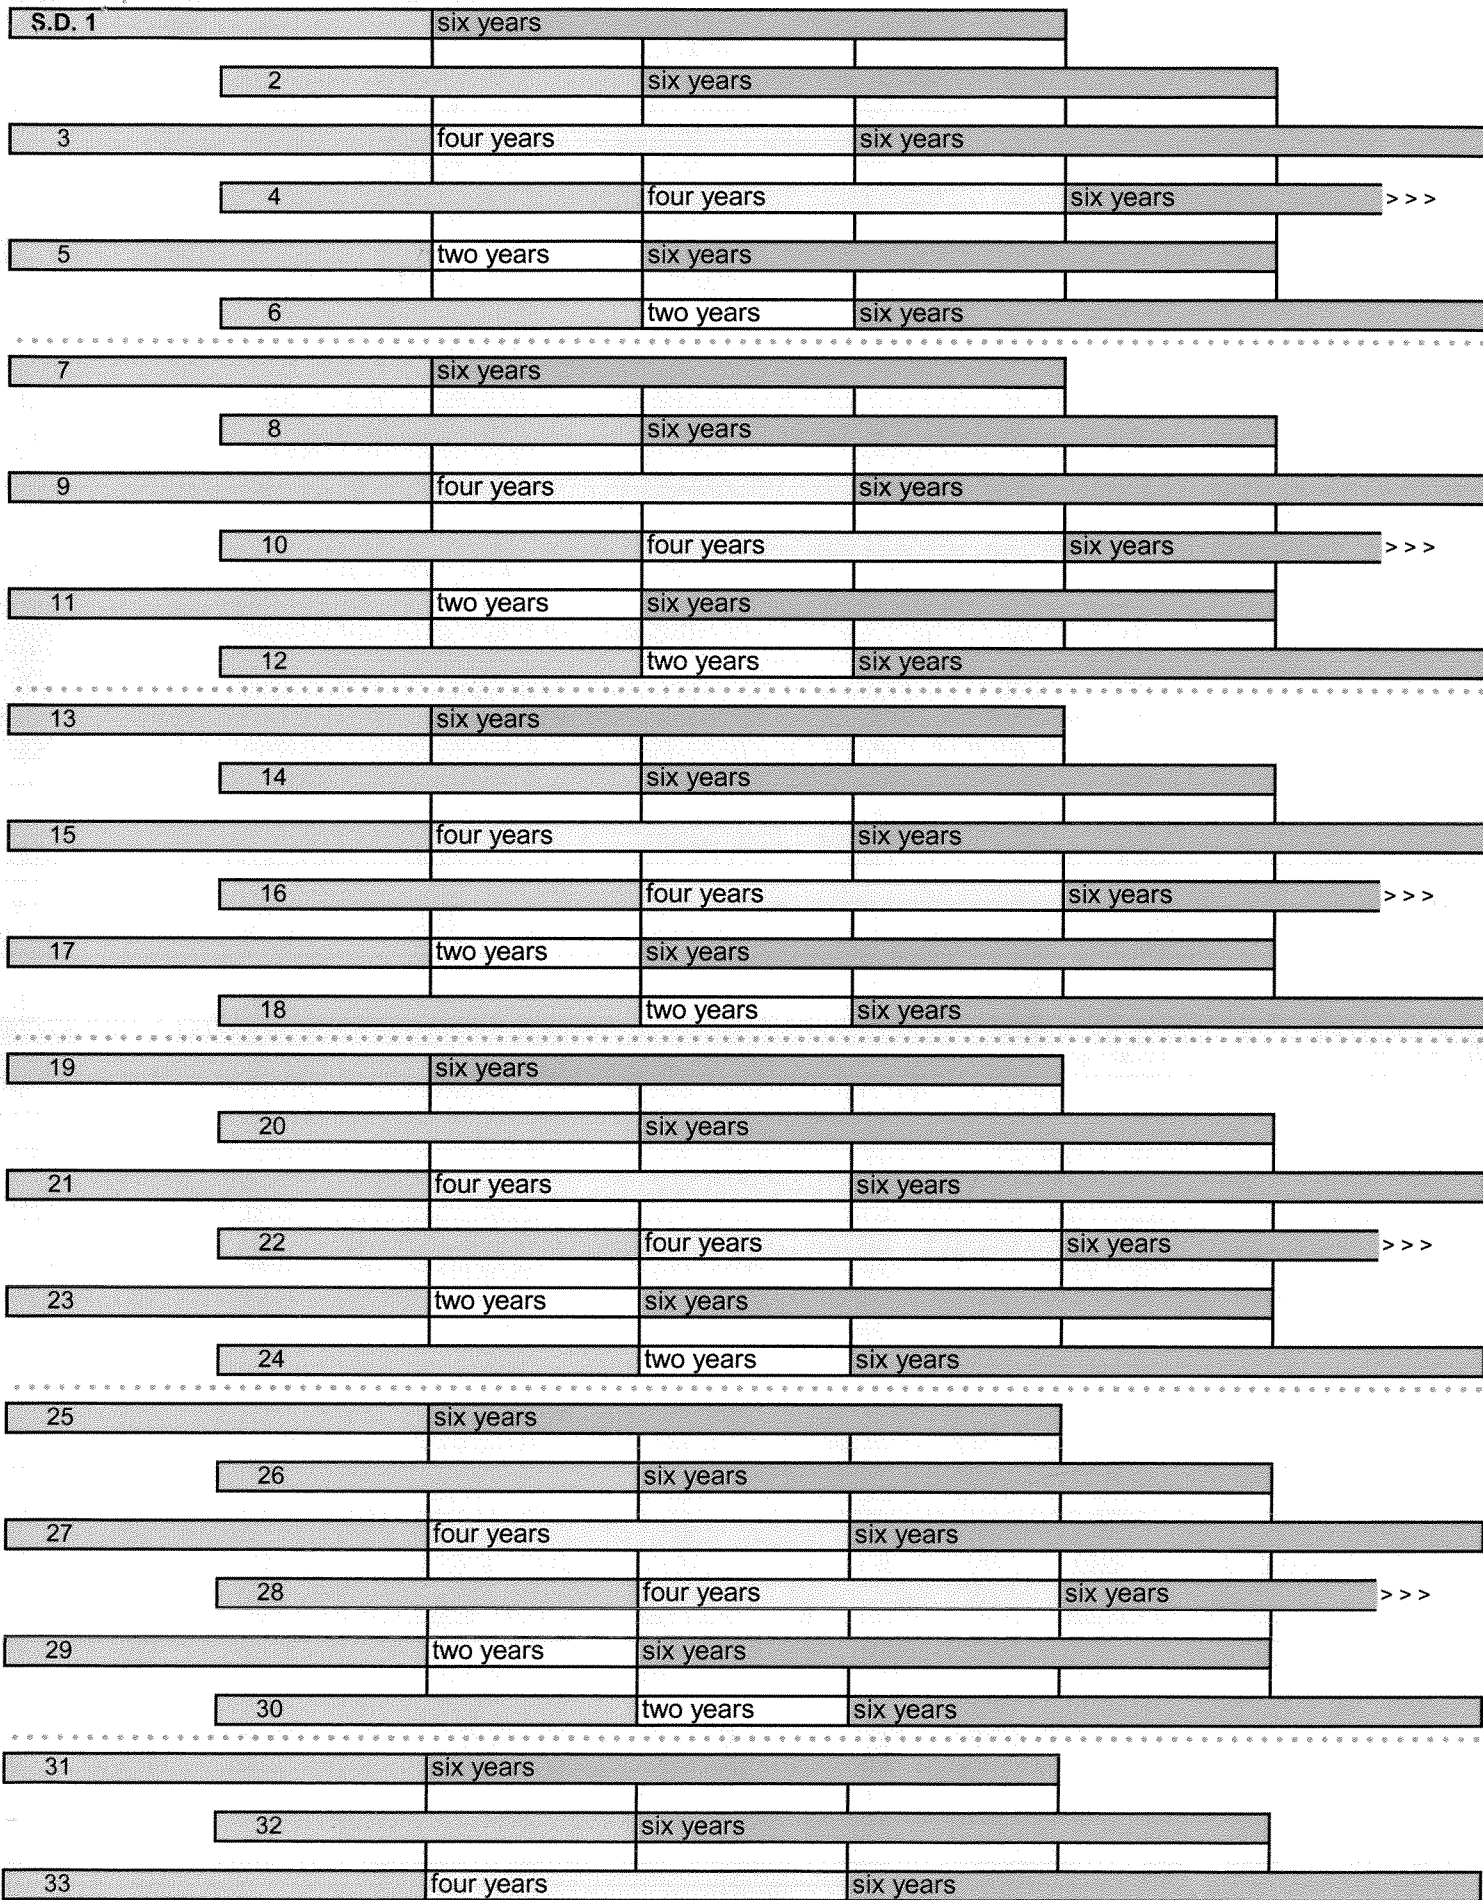 S.D. 1 six years
2 six years
3 four years six years
4 four years six years >>>
5 two years six years
6 two years six years
7 six years
8 six years
9 four years six years
10 four years six years >>>
11 two years six years
12 two years six years
13 six years
14 six years
15 four years six years
16 four years six years >>>
17 two years six years
18 two years six years
19 six years
20 six years
21 four years six years
22 four years six years >>>
23 two years six years
24 two years six years
25 six years
26 six years
27 four years six years
28 four years six years >>>
29 two years six years
30 two years six years
31 six years
32 six years
33 four years six years